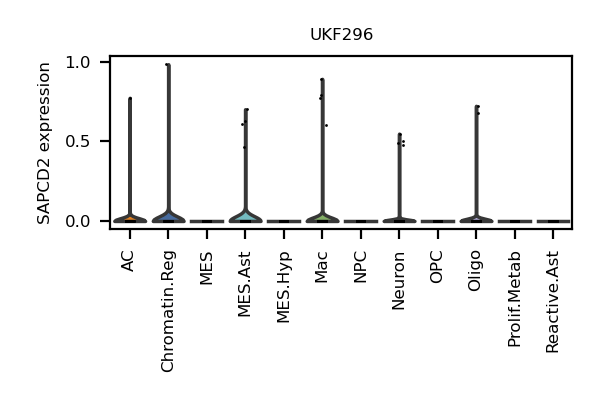 UKF296
SAPCD2 expression
1.0
0.5
0.0
AC
Chromatin.Reg
MES
MES.Ast
MES.Hyp
Mac
NPC
Neuron
OPC
Oligo
Prolif.Metab
Reactive.Ast